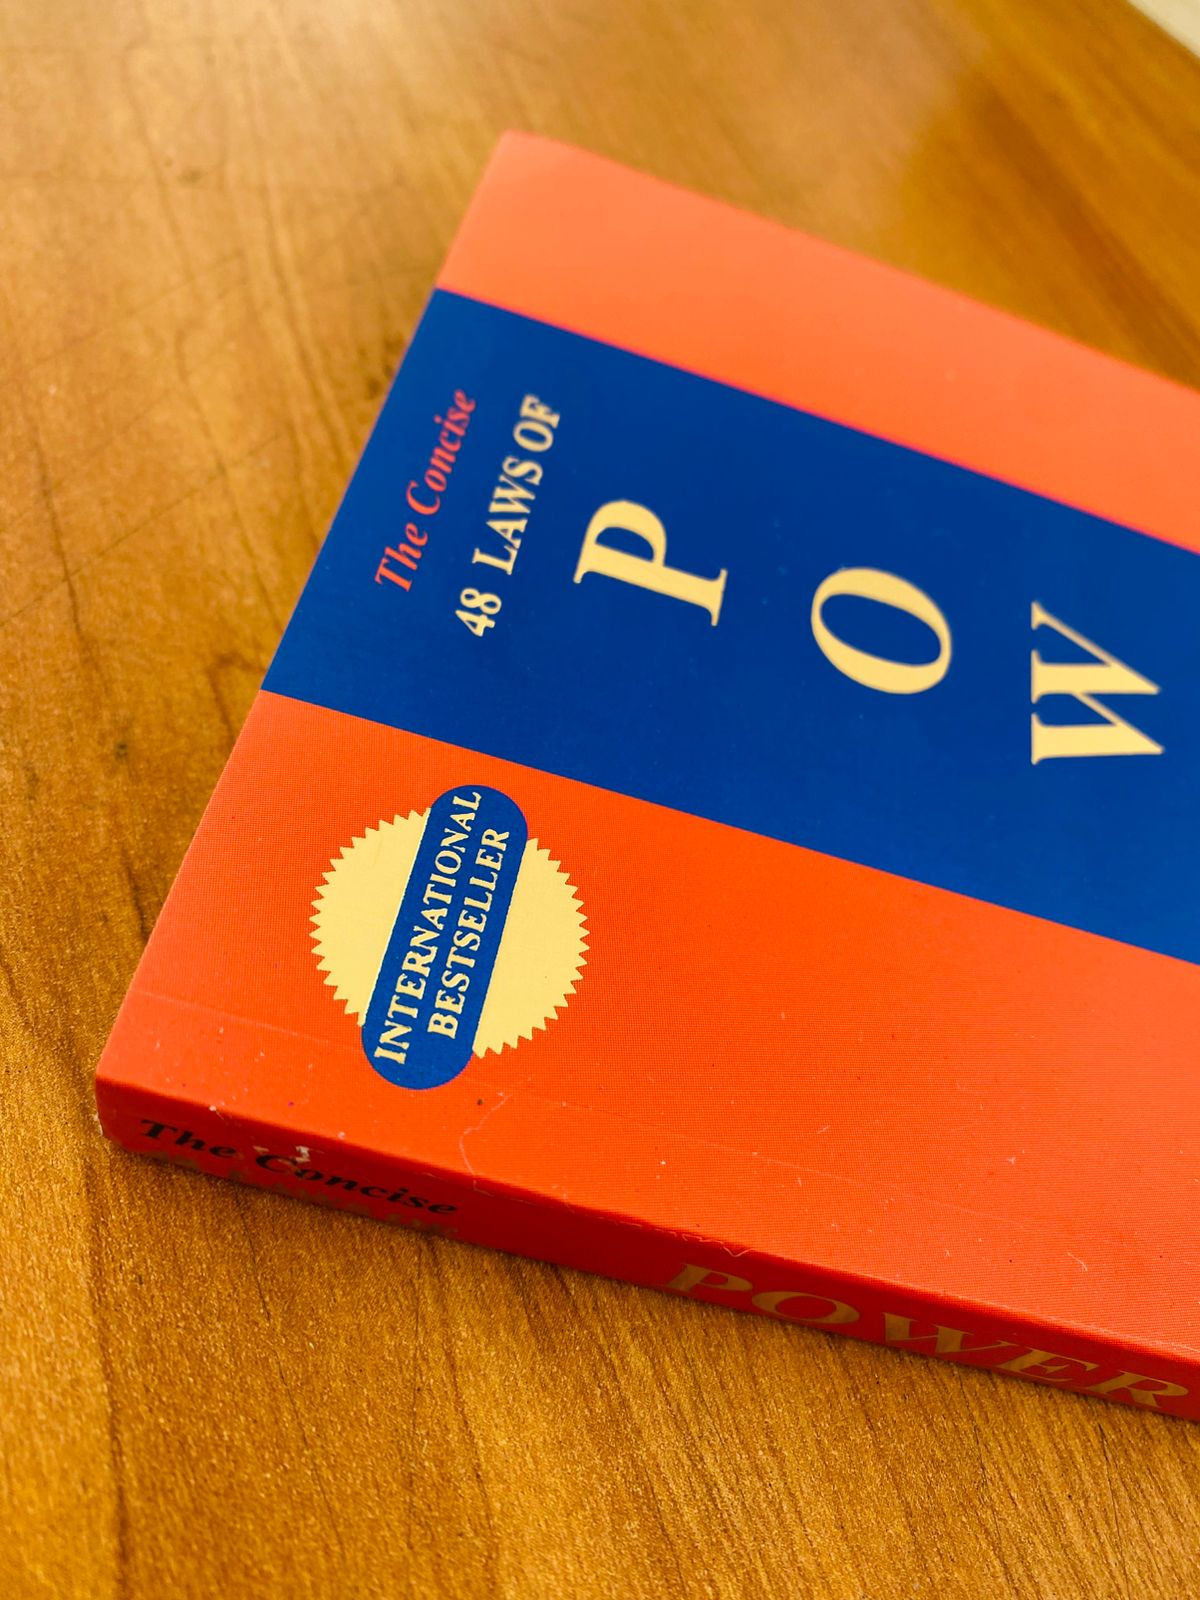 The Concise
48 LAWS OF
P
O
W
INTERNATIONAL
BESTSELLER
The Concise
POWER